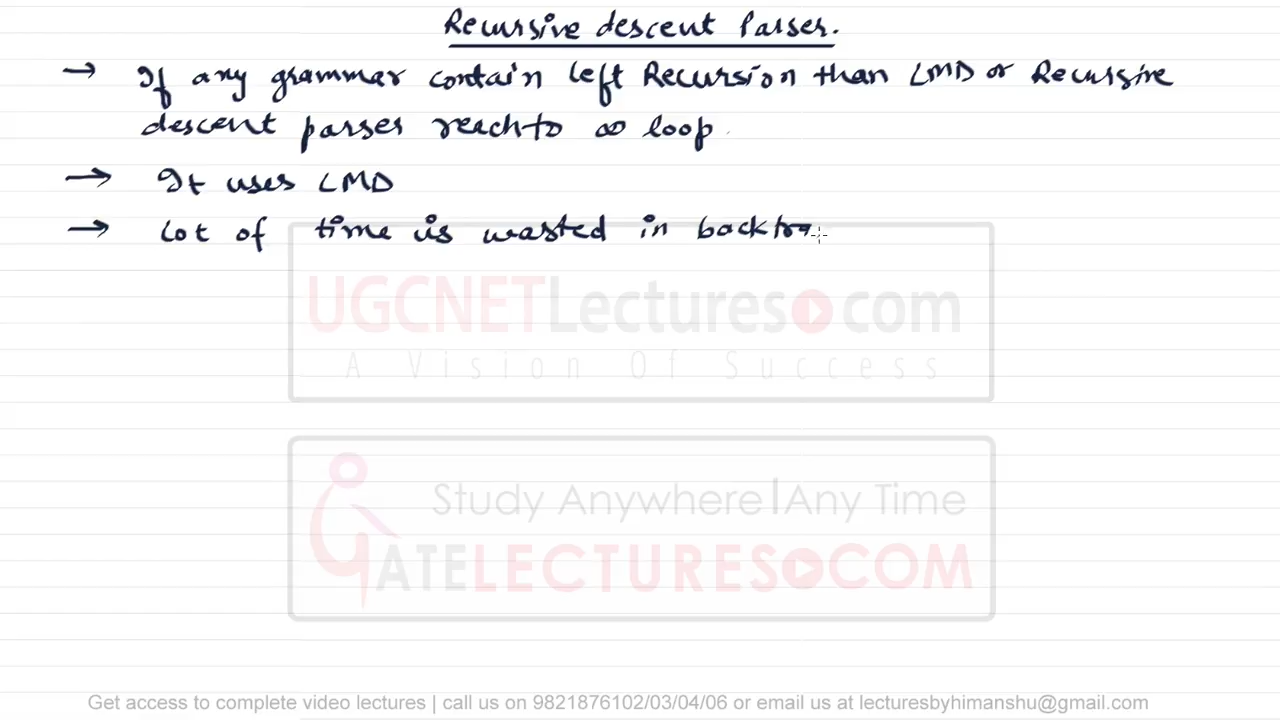 Recursive descent Parser.
→ If any grammar contain left Recursion than LMD or Recursive
descent parser reach to ∞ loop
→ It uses LMD
→ Lot of time is wasted in backtra
UGCNETLectures.com
A Vision Of Success
Study Anywhere | Any Time
GATELECTURES.COM
Get access to complete video lectures | call us on 9821876102/03/04/06 or email us at lecturesbyhimanshu@gmail.com